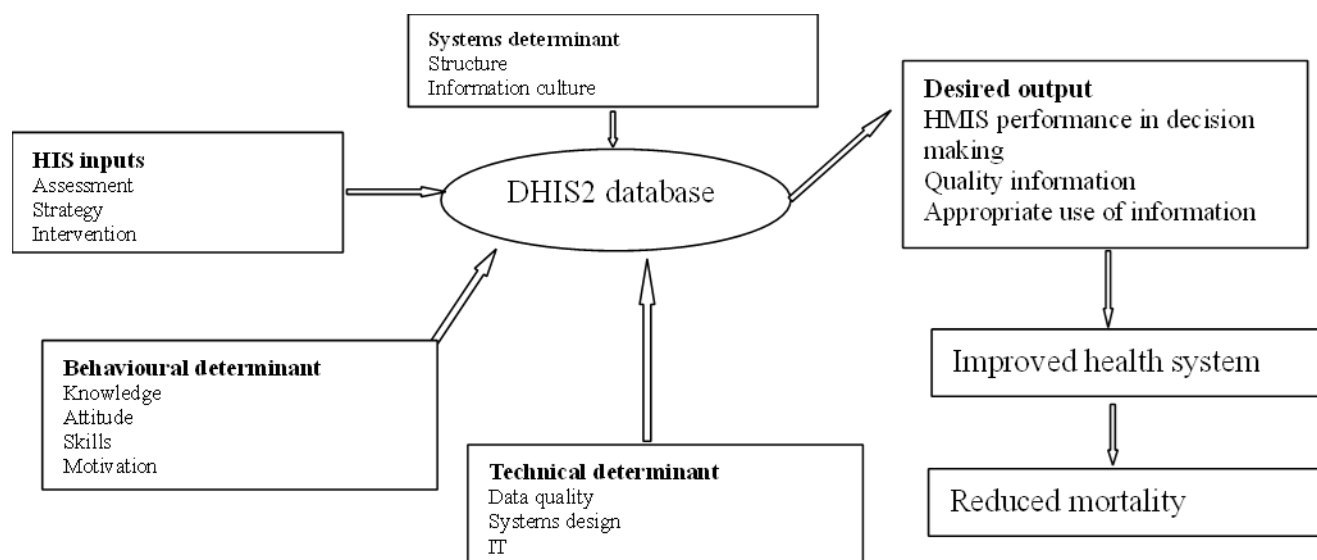 Systems determinant
Structure
Information culture
HIS inputs
Assessment
Strategy
Intervention
DHIS2 database
Desired output
HMIS performance in decision
making
Quality information
Appropriate use of information
Behavioural determinant
Knowledge
Attitude
Skills
Motivation
Technical determinant
Data quality
Systems design
IT
Improved health system
Reduced mortality